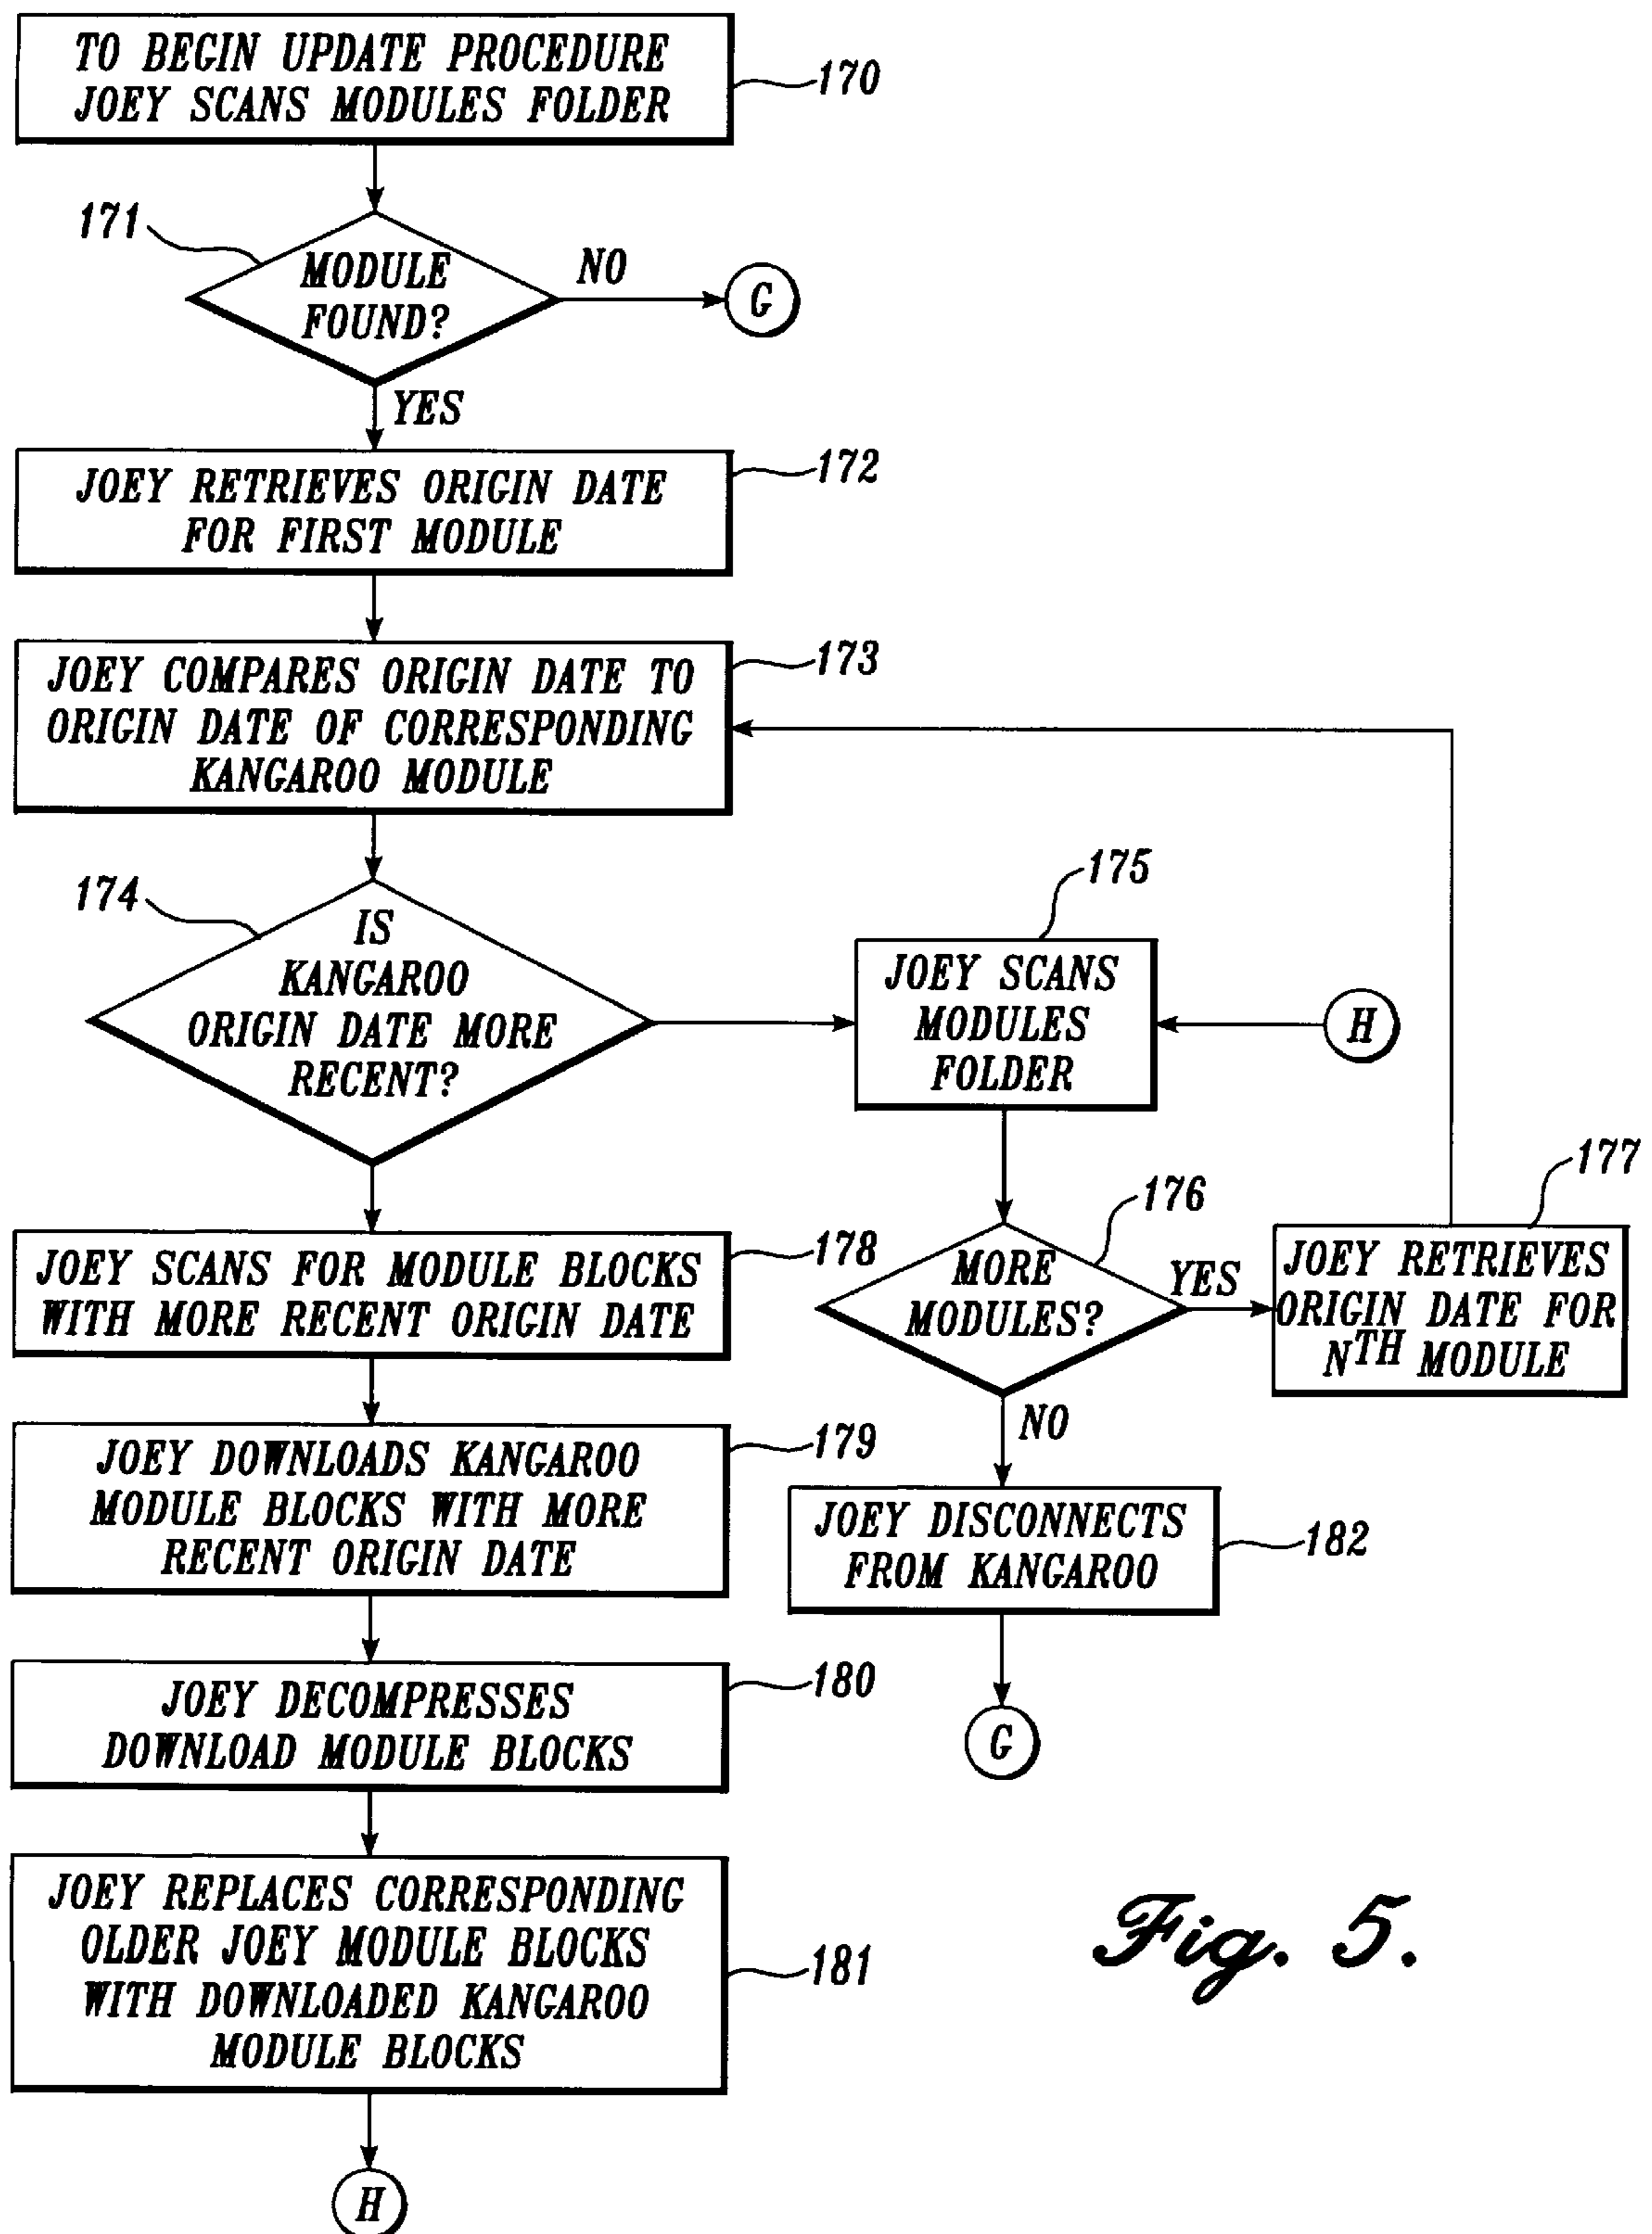 TO BEGIN UPDATE PROCEDURE
JOEY SCANS MODULES FOLDER
170
171
MODULE
FOUND?
NO
G
YES
JOEY RETRIEVES ORIGIN DATE
FOR FIRST MODULE
172
JOEY COMPARES ORIGIN DATE TO
ORIGIN DATE OF CORRESPONDING
KANGAROO MODULE
173
174
IS
KANGAROO
ORIGIN DATE MORE
RECENT?
175
JOEY SCANS
MODULES
FOLDER
H
176
MORE
MODULES?
YES
177
JOEY RETRIEVES
ORIGIN DATE FOR
NTH MODULE
NO
JOEY DISCONNECTS
FROM KANGAROO
182
G
JOEY SCANS FOR MODULE BLOCKS
WITH MORE RECENT ORIGIN DATE
178
JOEY DOWNLOADS KANGAROO
MODULE BLOCKS WITH MORE
RECENT ORIGIN DATE
179
JOEY DECOMPRESSES
DOWNLOAD MODULE BLOCKS
180
JOEY REPLACES CORRESPONDING
OLDER JOEY MODULE BLOCKS
WITH DOWNLOADED KANGAROO
MODULE BLOCKS
181
H
Fig. 5.